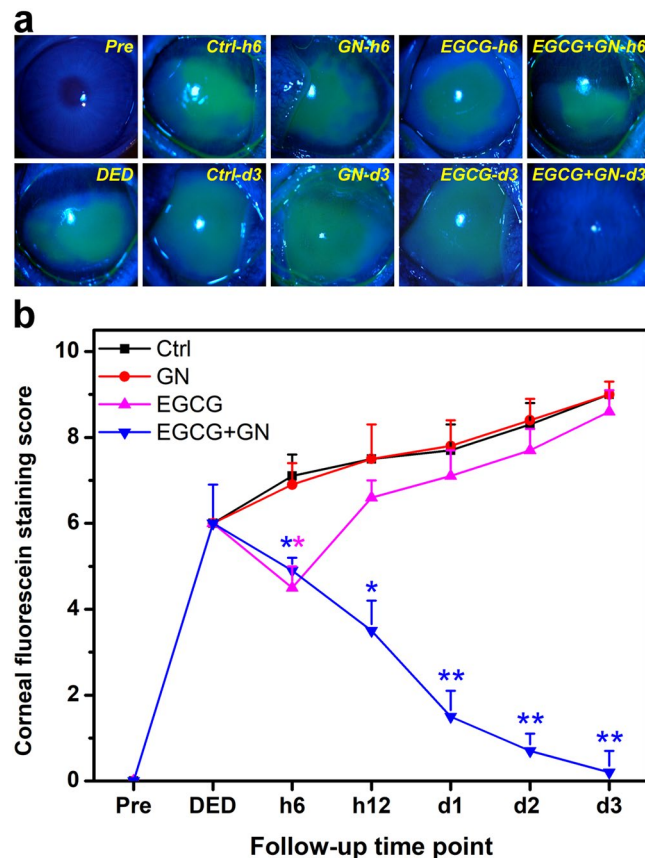 a
Pre
Ctrl-h6
GN-h6
EGCG-h6
EGCG+GN-h6
DED
Ctrl-d3
GN-d3
EGCG-d3
EGCG+GN-d3
b
Corneal fluorescein staining score
10
8
6
4
2
0
Ctrl
GN
EGCG
EGCG+GN
**
*
**
**
**
Pre
DED
h6
h12
d1
d2
d3
Follow-up time point